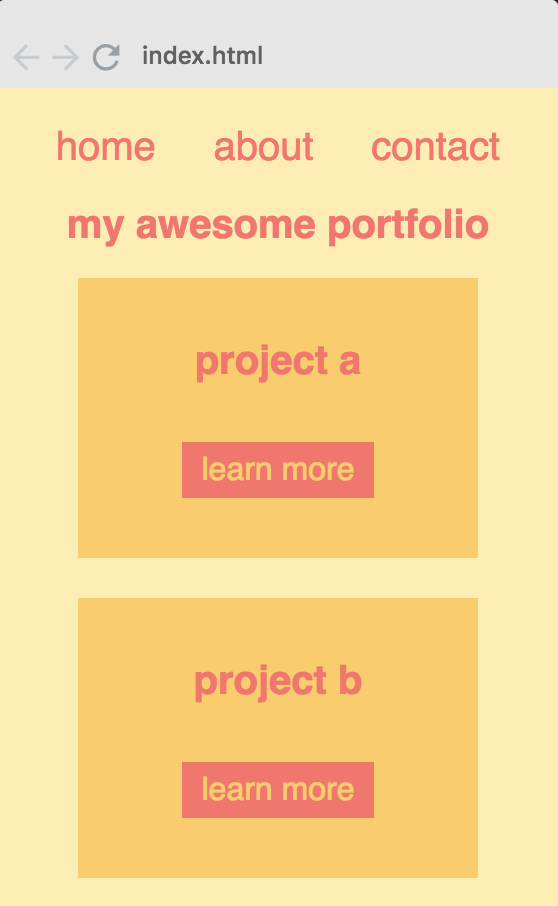 index.html
home about contact
my awesome portfolio
project a
learn more
project b
learn more